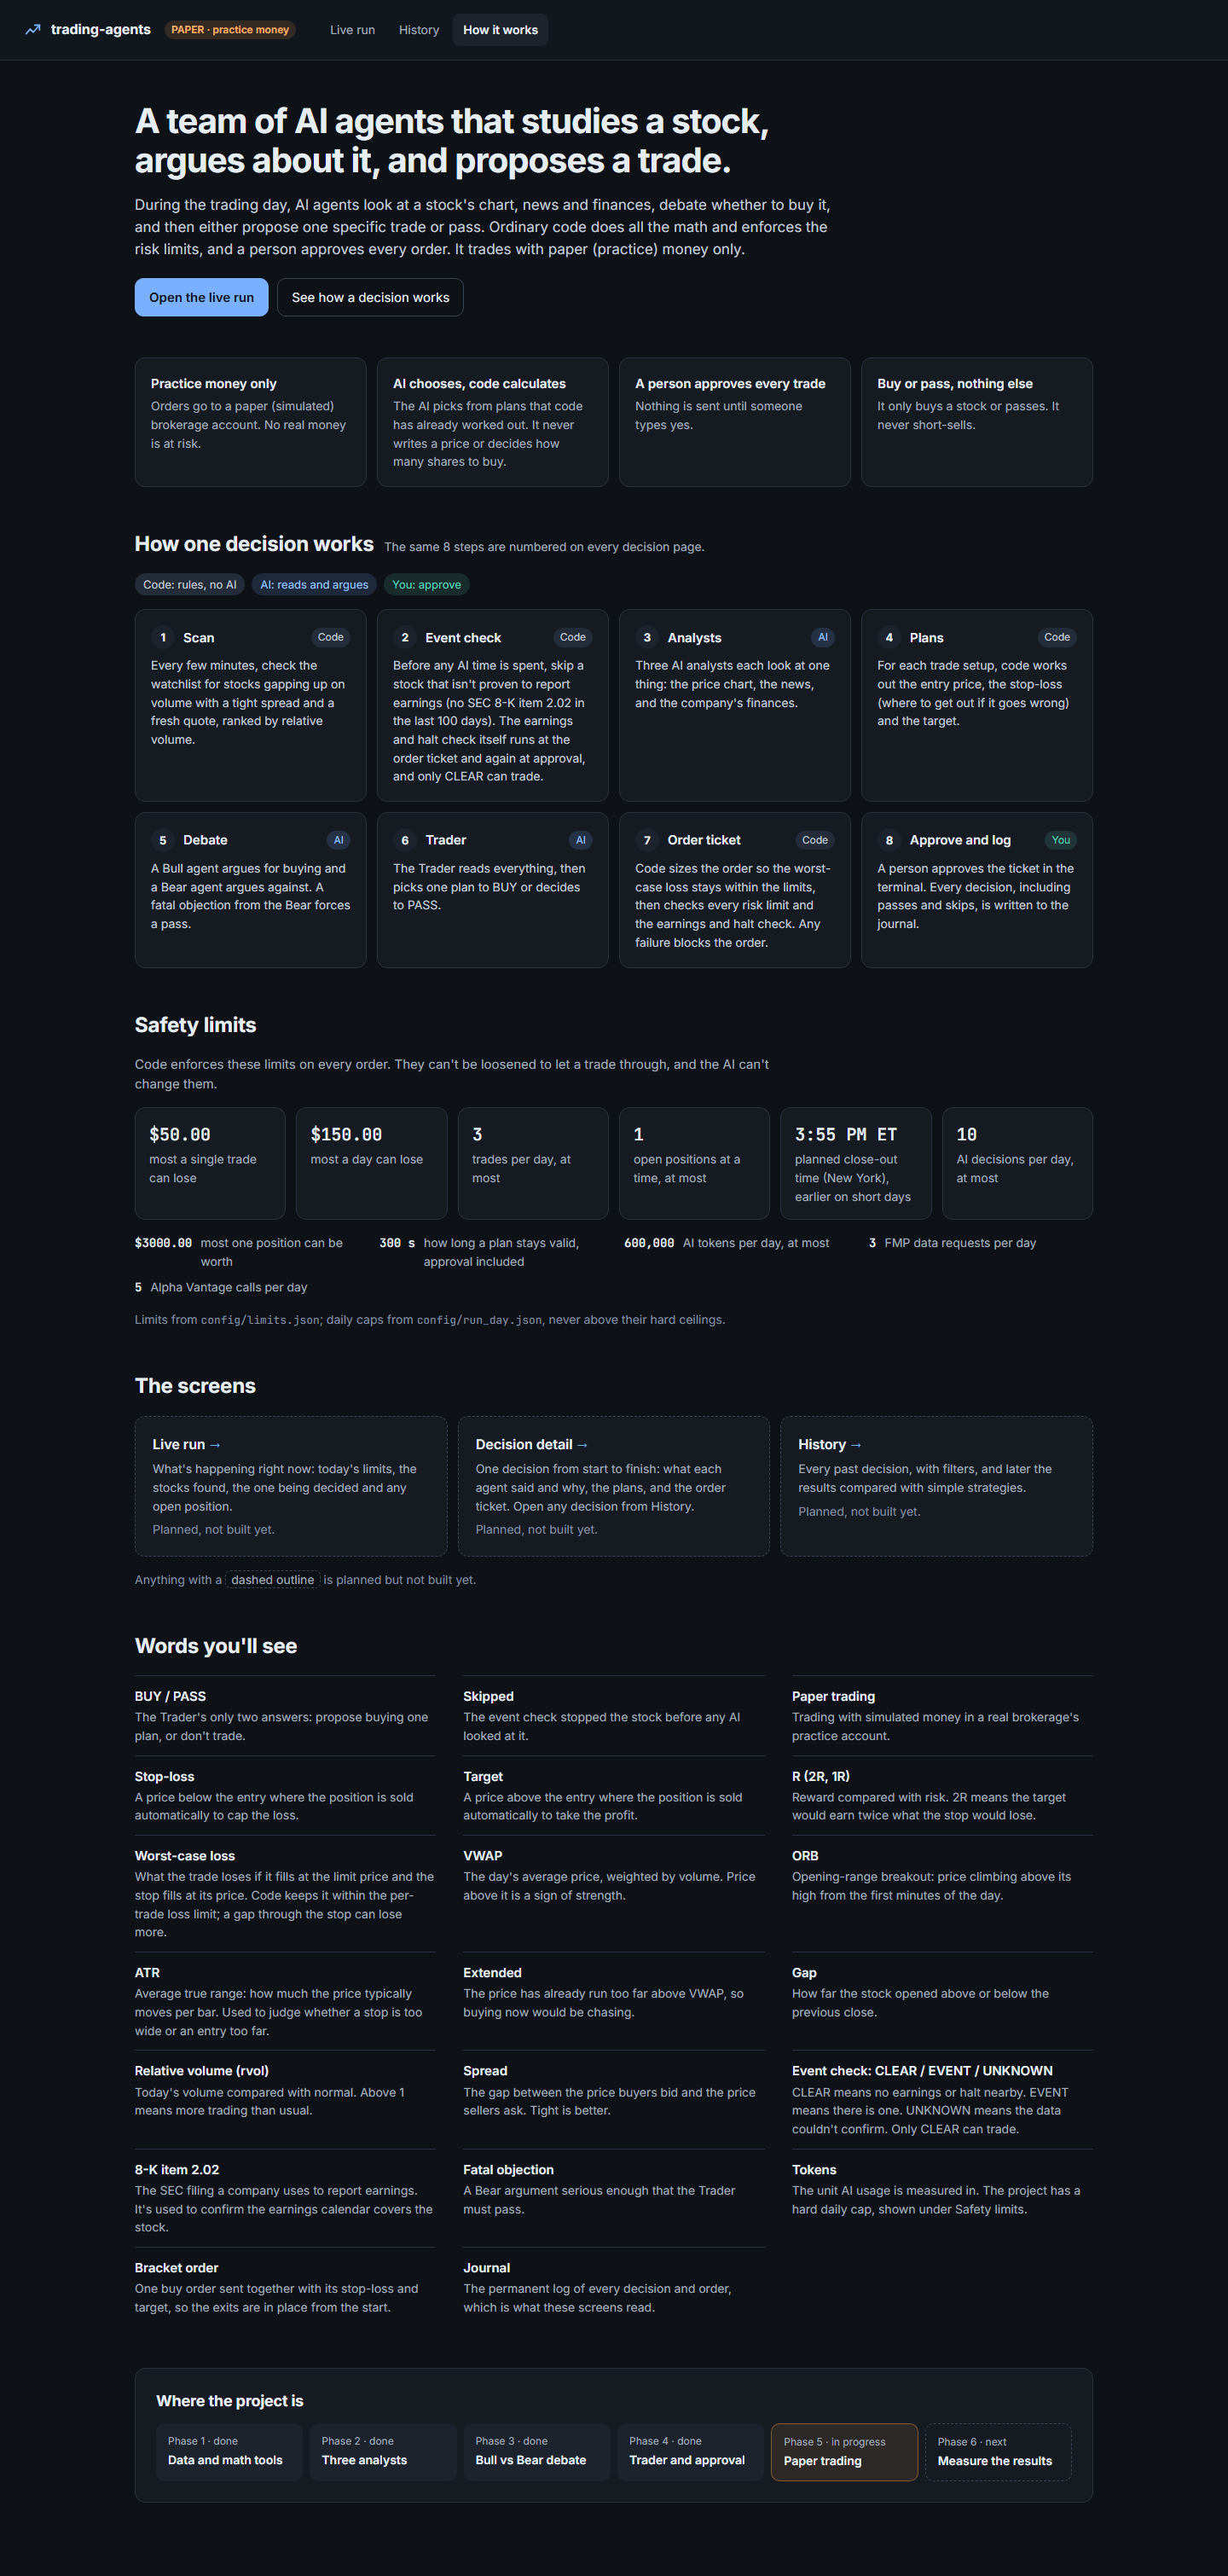 trading-agents PAPER · practice money Live run History How it works
A team of AI agents that studies a stock,
argues about it, and proposes a trade.
During the trading day, AI agents look at a stock's chart, news and finances, debate whether to buy it,
and then either propose one specific trade or pass. Ordinary code does all the math and enforces the
risk limits, and a person approves every order. It trades with paper (practice) money only.
Open the live run See how a decision works
Practice money only
Orders go to a paper (simulated)
brokerage account. No real money
is at risk.
AI chooses, code calculates
The AI picks from plans that code
has already worked out. It never
writes a price or decides how
many shares to buy.
A person approves every trade
Nothing is sent until someone
types yes.
Buy or pass, nothing else
It only buys a stock or passes. It
never short-sells.
How one decision works The same 8 steps are numbered on every decision page.
Code: rules, no AI AI: reads and argues You: approve
1 Scan Code
Every few minutes, check the
watchlist for stocks gapping up on
volume with a tight spread and a
fresh quote, ranked by relative
volume.
2 Event check Code
Before any AI time is spent, skip a
stock that isn't proven to report
earnings (no SEC 8-K item 2.02 in
the last 100 days). The earnings
and halt check itself runs at the
order ticket and again at approval,
and only CLEAR can trade.
3 Analysts AI
Three AI analysts each look at one
thing: the price chart, the news,
and the company's finances.
4 Plans Code
For each trade setup, code works
out the entry price, the stop-loss
(where to get out if it goes wrong)
and the target.
5 Debate AI
A Bull agent argues for buying and
a Bear agent argues against. A
fatal objection from the Bear forces
a pass.
6 Trader AI
The Trader reads everything, then
picks one plan to BUY or decides
to PASS.
7 Order ticket Code
Code sizes the order so the worst-
case loss stays within the limits,
then checks every risk limit and
the earnings and halt check. Any
failure blocks the order.
8 Approve and log You
A person approves the ticket in the
terminal. Every decision, including
passes and skips, is written to the
journal.
Safety limits
Code enforces these limits on every order. They can't be loosened to let a trade through, and the AI can't
change them.
$50.00
most a single trade
can lose
$150.00
most a day can lose
3
trades per day, at
most
1
open positions at a
time, at most
3:55 PM ET
planned close-out
time (New York),
earlier on short days
10
AI decisions per day,
at most
$3000.00 most one position can be
worth
300 s how long a plan stays valid,
approval included
600,000 AI tokens per day, at most
3 FMP data requests per day
5 Alpha Vantage calls per day
Limits from config/limits.json; daily caps from config/run_day.json, never above their hard ceilings.
The screens
Live run →
What's happening right now: today's limits, the
stocks found, the one being decided and any
open position.
Planned, not built yet.
Decision detail →
One decision from start to finish: what each
agent said and why, the plans, and the order
ticket. Open any decision from History.
Planned, not built yet.
History →
Every past decision, with filters, and later the
results compared with simple strategies.
Planned, not built yet.
Anything with a dashed outline is planned but not built yet.
Words you'll see
BUY / PASS
The Trader's only two answers: propose buying one
plan, or don't trade.
Skipped
The event check stopped the stock before any AI
looked at it.
Paper trading
Trading with simulated money in a real brokerage's
practice account.
Stop-loss
A price below the entry where the position is sold
automatically to cap the loss.
Target
A price above the entry where the position is sold
automatically to take the profit.
R (2R, 1R)
Reward compared with risk. 2R means the target
would earn twice what the stop would lose.
Worst-case loss
What the trade loses if it fills at the limit price and the
stop fills at its price. Code keeps it within the per-
trade loss limit; a gap through the stop can lose
more.
VWAP
The day's average price, weighted by volume. Price
above it is a sign of strength.
ORB
Opening-range breakout: price climbing above its
high from the first minutes of the day.
ATR
Average true range: how much the price typically
moves per bar. Used to judge whether a stop is too
wide or an entry too far.
Extended
The price has already run too far above VWAP, so
buying now would be chasing.
Gap
How far the stock opened above or below the
previous close.
Relative volume (rvol)
Today's volume compared with normal. Above 1
means more trading than usual.
Spread
The gap between the price buyers bid and the price
sellers ask. Tight is better.
Event check: CLEAR / EVENT / UNKNOWN
CLEAR means no earnings or halt nearby. EVENT
means there is one. UNKNOWN means the data
couldn't confirm. Only CLEAR can trade.
8-K item 2.02
The SEC filing a company uses to report earnings.
It's used to confirm the earnings calendar covers the
stock.
Fatal objection
A Bear argument serious enough that the Trader
must pass.
Tokens
The unit AI usage is measured in. The project has a
hard daily cap, shown under Safety limits.
Bracket order
One buy order sent together with its stop-loss and
target, so the exits are in place from the start.
Journal
The permanent log of every decision and order,
which is what these screens read.
Where the project is
Phase 1 · done
Data and math tools
Phase 2 · done
Three analysts
Phase 3 · done
Bull vs Bear debate
Phase 4 · done
Trader and approval
Phase 5 · in progress
Paper trading
Phase 6 · next
Measure the results